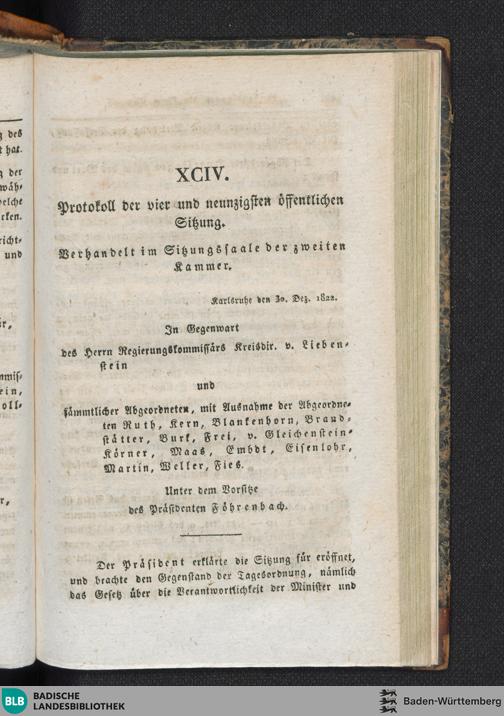 XCIV.
Protokoll der vier und neunzigsten öffentlichen
Sitzung.
Verhandelt im Sitzungssaale der zweiten
Kammer.
Karlsruhe den 30. Dez. 1822.
In Gegenwart
des Herrn Regierungskommissärs Kreisdir. v. Lieben-
stein
und
sämmtlicher Abgeordneten, mit Ausnahme der Abgeordne-
ten Ruth, Kern, Blankenhorn, Brand-
stätter, Burk, Frei, v. Gleichenstein-
Körner, Maas, Embdt, Eisenlohr,
Martin, Weller, Fies.
Unter dem Vorsitze
des Präsidenten Föhrenbach.
Der Präsident erklärte die Sitzung für eröffnet,
und brachte den Gegenstand der Tagesordnung, nämlich
das Gesetz über die Verantwortlichkeit der Minister und
BLB BADISCHE
LANDESBIBLIOTHEK
Baden-Württemberg